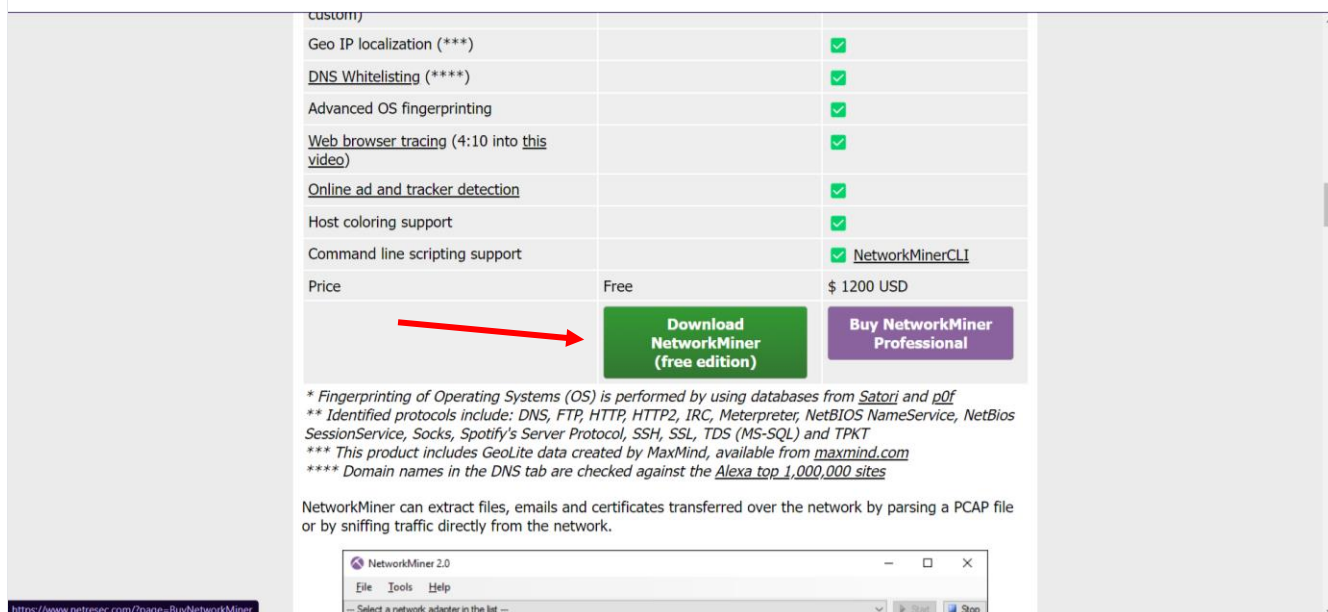 custom)
Geo IP localization (***)
DNS Whitelisting (****)
Advanced OS fingerprinting
Web browser tracing (4:10 into this
video)
Online ad and tracker detection
Host coloring support
Command line scripting support NetworkMinerCLI
Price Free $ 1200 USD
Download
NetworkMiner
(free edition)
Buy NetworkMiner
Professional
* Fingerprinting of Operating Systems (OS) is performed by using databases from Satori and p0f
** Identified protocols include: DNS, FTP, HTTP, HTTP2, IRC, Meterpreter, NetBIOS NameService, NetBios
SessionService, Socks, Spotify's Server Protocol, SSH, SSL, TDS (MS-SQL) and TPKT
*** This product includes GeoLite data created by MaxMind, available from maxmind.com
**** Domain names in the DNS tab are checked against the Alexa top 1,000,000 sites
NetworkMiner can extract files, emails and certificates transferred over the network by parsing a PCAP file
or by sniffing traffic directly from the network.
NetworkMiner 2.0
File Tools Help
--- Select a network adapter in the list --- Start Stop
https://www.netresec.com/?page=BuyNetworkMiner